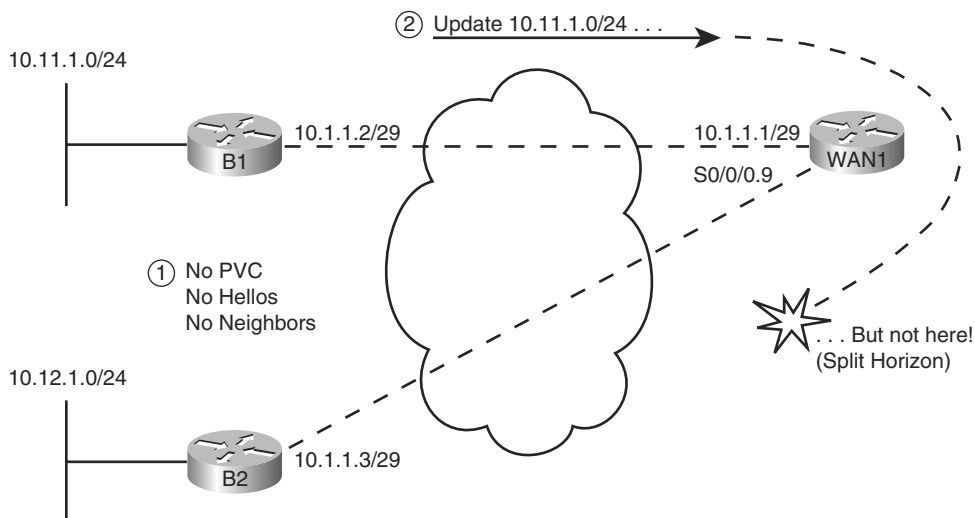 ② Update 10.11.1.0/24 . . .
10.11.1.0/24
10.1.1.2/29
10.1.1.1/29
B1
WAN1
S0/0/0.9
① No PVC
No Hellos
No Neighbors
. . . But not here!
(Split Horizon)
10.12.1.0/24
10.1.1.3/29
B2